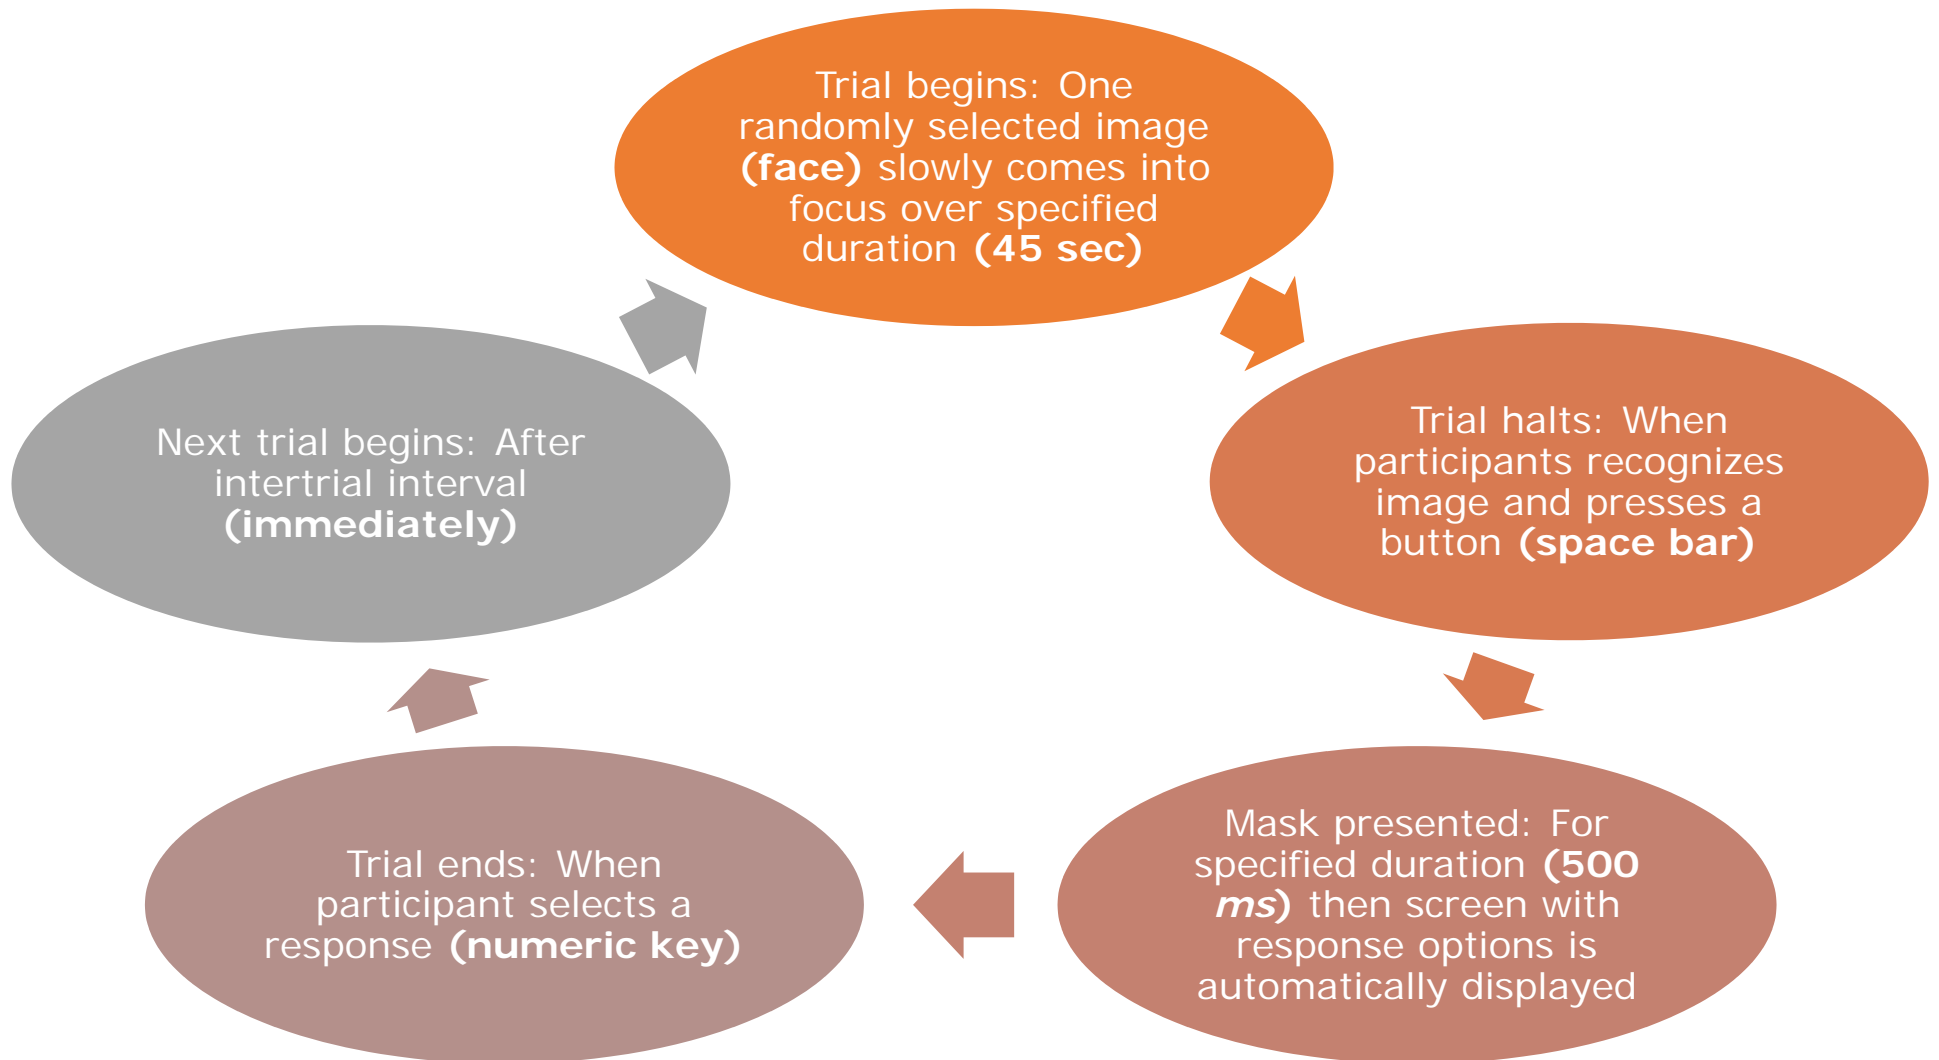 Trial begins: One
randomly selected image
(face) slowly comes into
focus over specified
duration (45 sec)
Trial halts: When
participants recognizes
image and presses a
button (space bar)
Mask presented: For
specified duration (500
ms) then screen with
response options is
automatically displayed
Trial ends: When
participant selects a
response (numeric key)
Next trial begins: After
intertrial interval
(immediately)